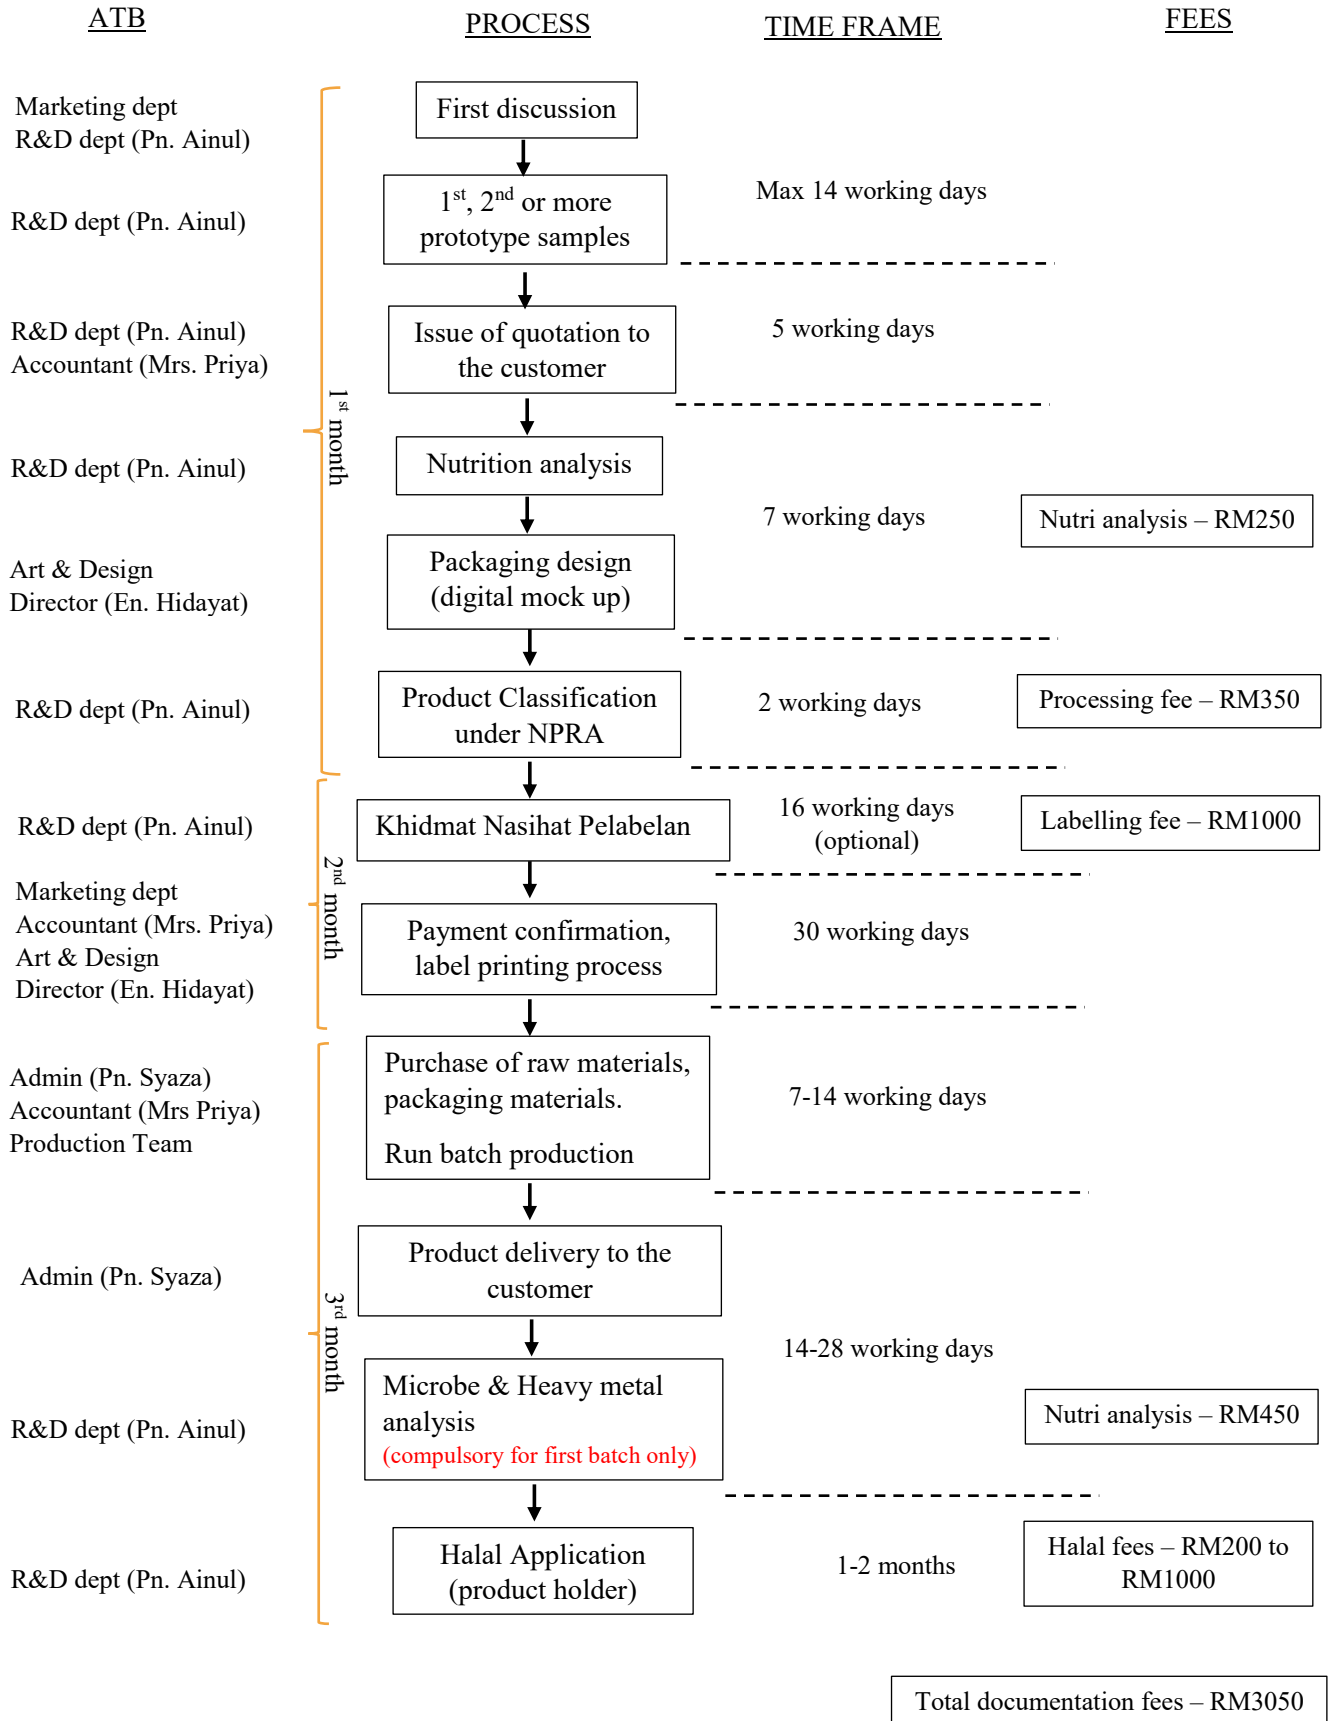 ATB
PROCESS
TIME FRAME
FEES
Marketing dept
R&D dept (Pn. Ainul)
First discussion
R&D dept (Pn. Ainul)
1st, 2nd or more
prototype samples
Max 14 working days
R&D dept (Pn. Ainul)
Accountant (Mrs. Priya)
Issue of quotation to
the customer
5 working days
1st month
R&D dept (Pn. Ainul)
Nutrition analysis
7 working days
Nutri analysis – RM250
Art & Design
Director (En. Hidayat)
Packaging design
(digital mock up)
R&D dept (Pn. Ainul)
Product Classification
under NPRA
2 working days
Processing fee – RM350
R&D dept (Pn. Ainul)
Khidmat Nasihat Pelabelan
16 working days
(optional)
Labelling fee – RM1000
2nd month
Marketing dept
Accountant (Mrs. Priya)
Art & Design
Director (En. Hidayat)
Payment confirmation,
label printing process
30 working days
Admin (Pn. Syaza)
Accountant (Mrs Priya)
Production Team
Purchase of raw materials,
packaging materials.
Run batch production
7-14 working days
Admin (Pn. Syaza)
Product delivery to the
customer
3rd month
14-28 working days
R&D dept (Pn. Ainul)
Microbe & Heavy metal
analysis
(compulsory for first batch only)
Nutri analysis – RM450
R&D dept (Pn. Ainul)
Halal Application
(product holder)
1-2 months
Halal fees – RM200 to
RM1000
Total documentation fees – RM3050